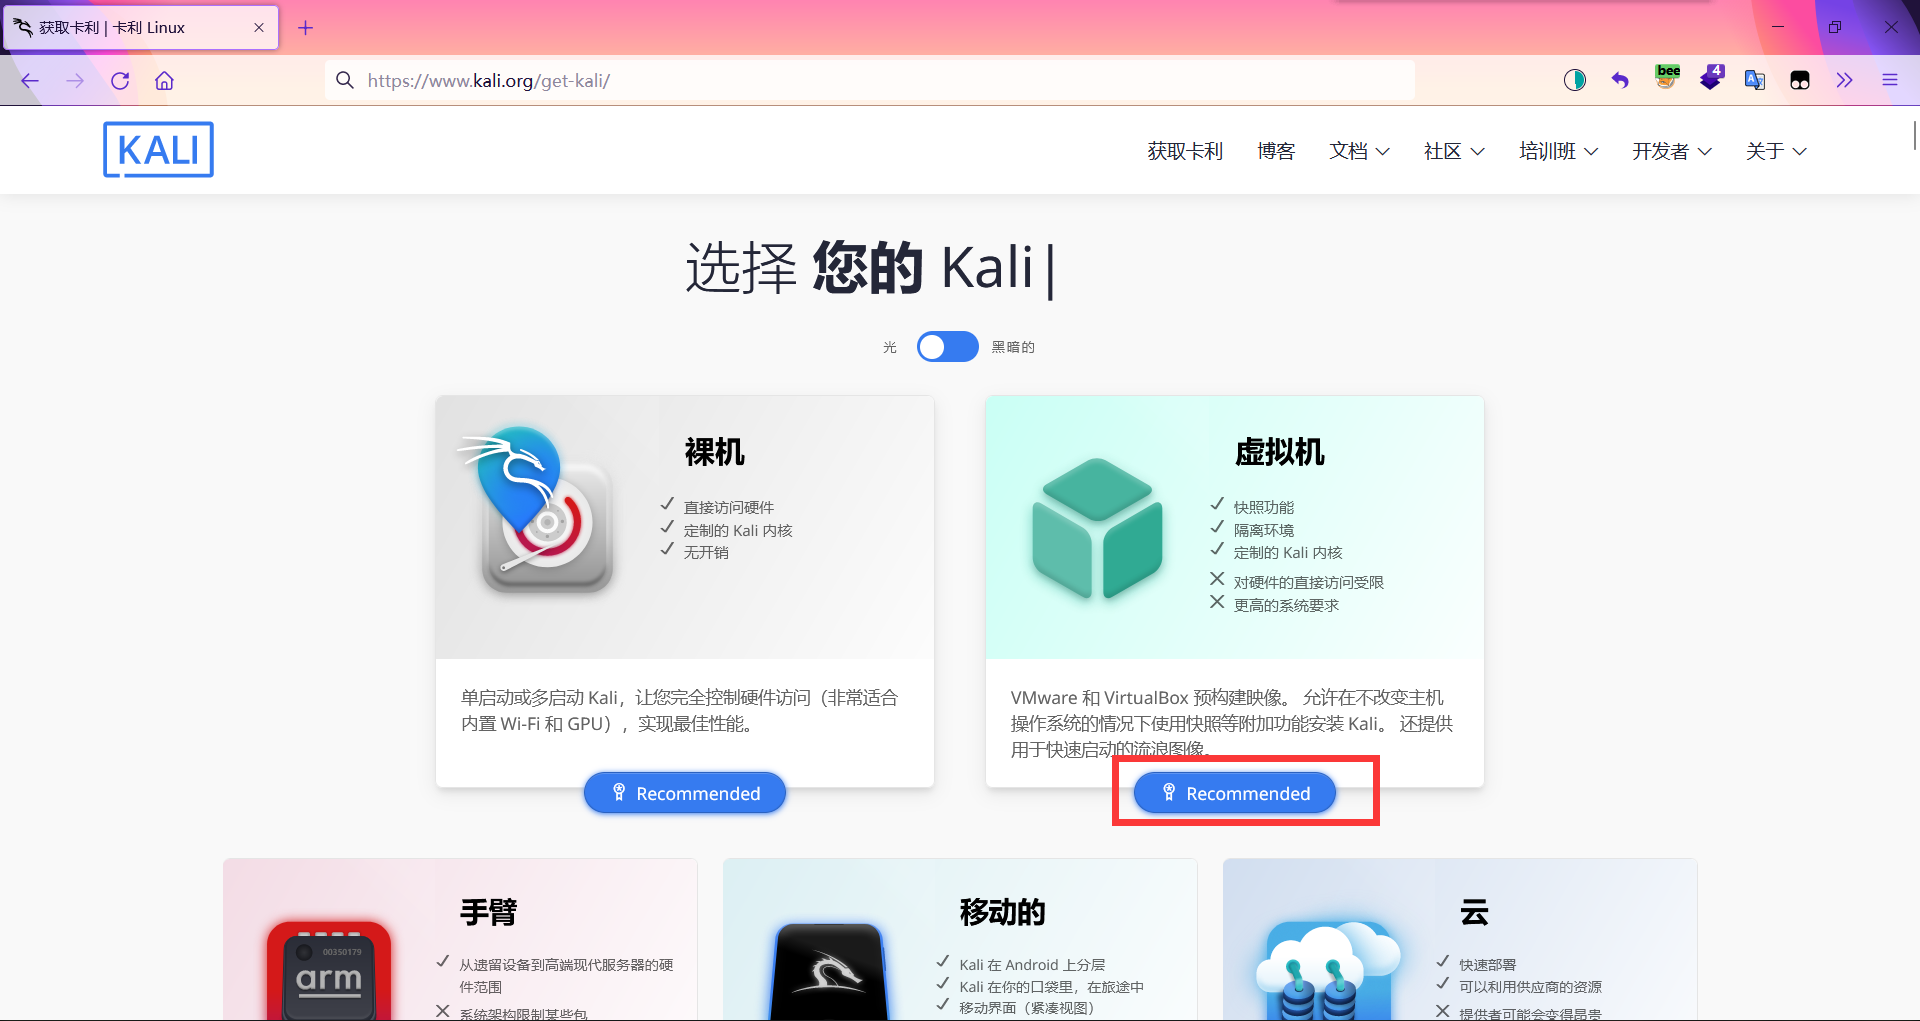 获取卡利 | 卡利 Linux
https://www.kali.org/get-kali/
bee
4
KALI
获取卡利 博客 文档 社区 培训班 开发者 关于
选择 您的 Kali|
光 黑暗的
裸机
直接访问硬件
定制的 Kali 内核
无开销
单启动或多启动 Kali，让您完全控制硬件访问（非常适合
内置 Wi-Fi 和 GPU），实现最佳性能。
Recommended
虚拟机
快照功能
隔离环境
定制的 Kali 内核
对硬件的直接访问受限
更高的系统要求
VMware 和 VirtualBox 预构建映像。 允许在不改变主机
操作系统的情况下使用快照等附加功能安装 Kali。 还提供
用于快速启动的流浪图像。
Recommended
手臂
00350179
arm
从遗留设备到高端现代服务器的硬
件范围
系统架构限制某些包
移动的
Kali 在 Android 上分层
Kali 在你的口袋里，在旅途中
移动界面（紧凑视图）
云
快速部署
可以利用供应商的资源
提供者可能会变得昂贵